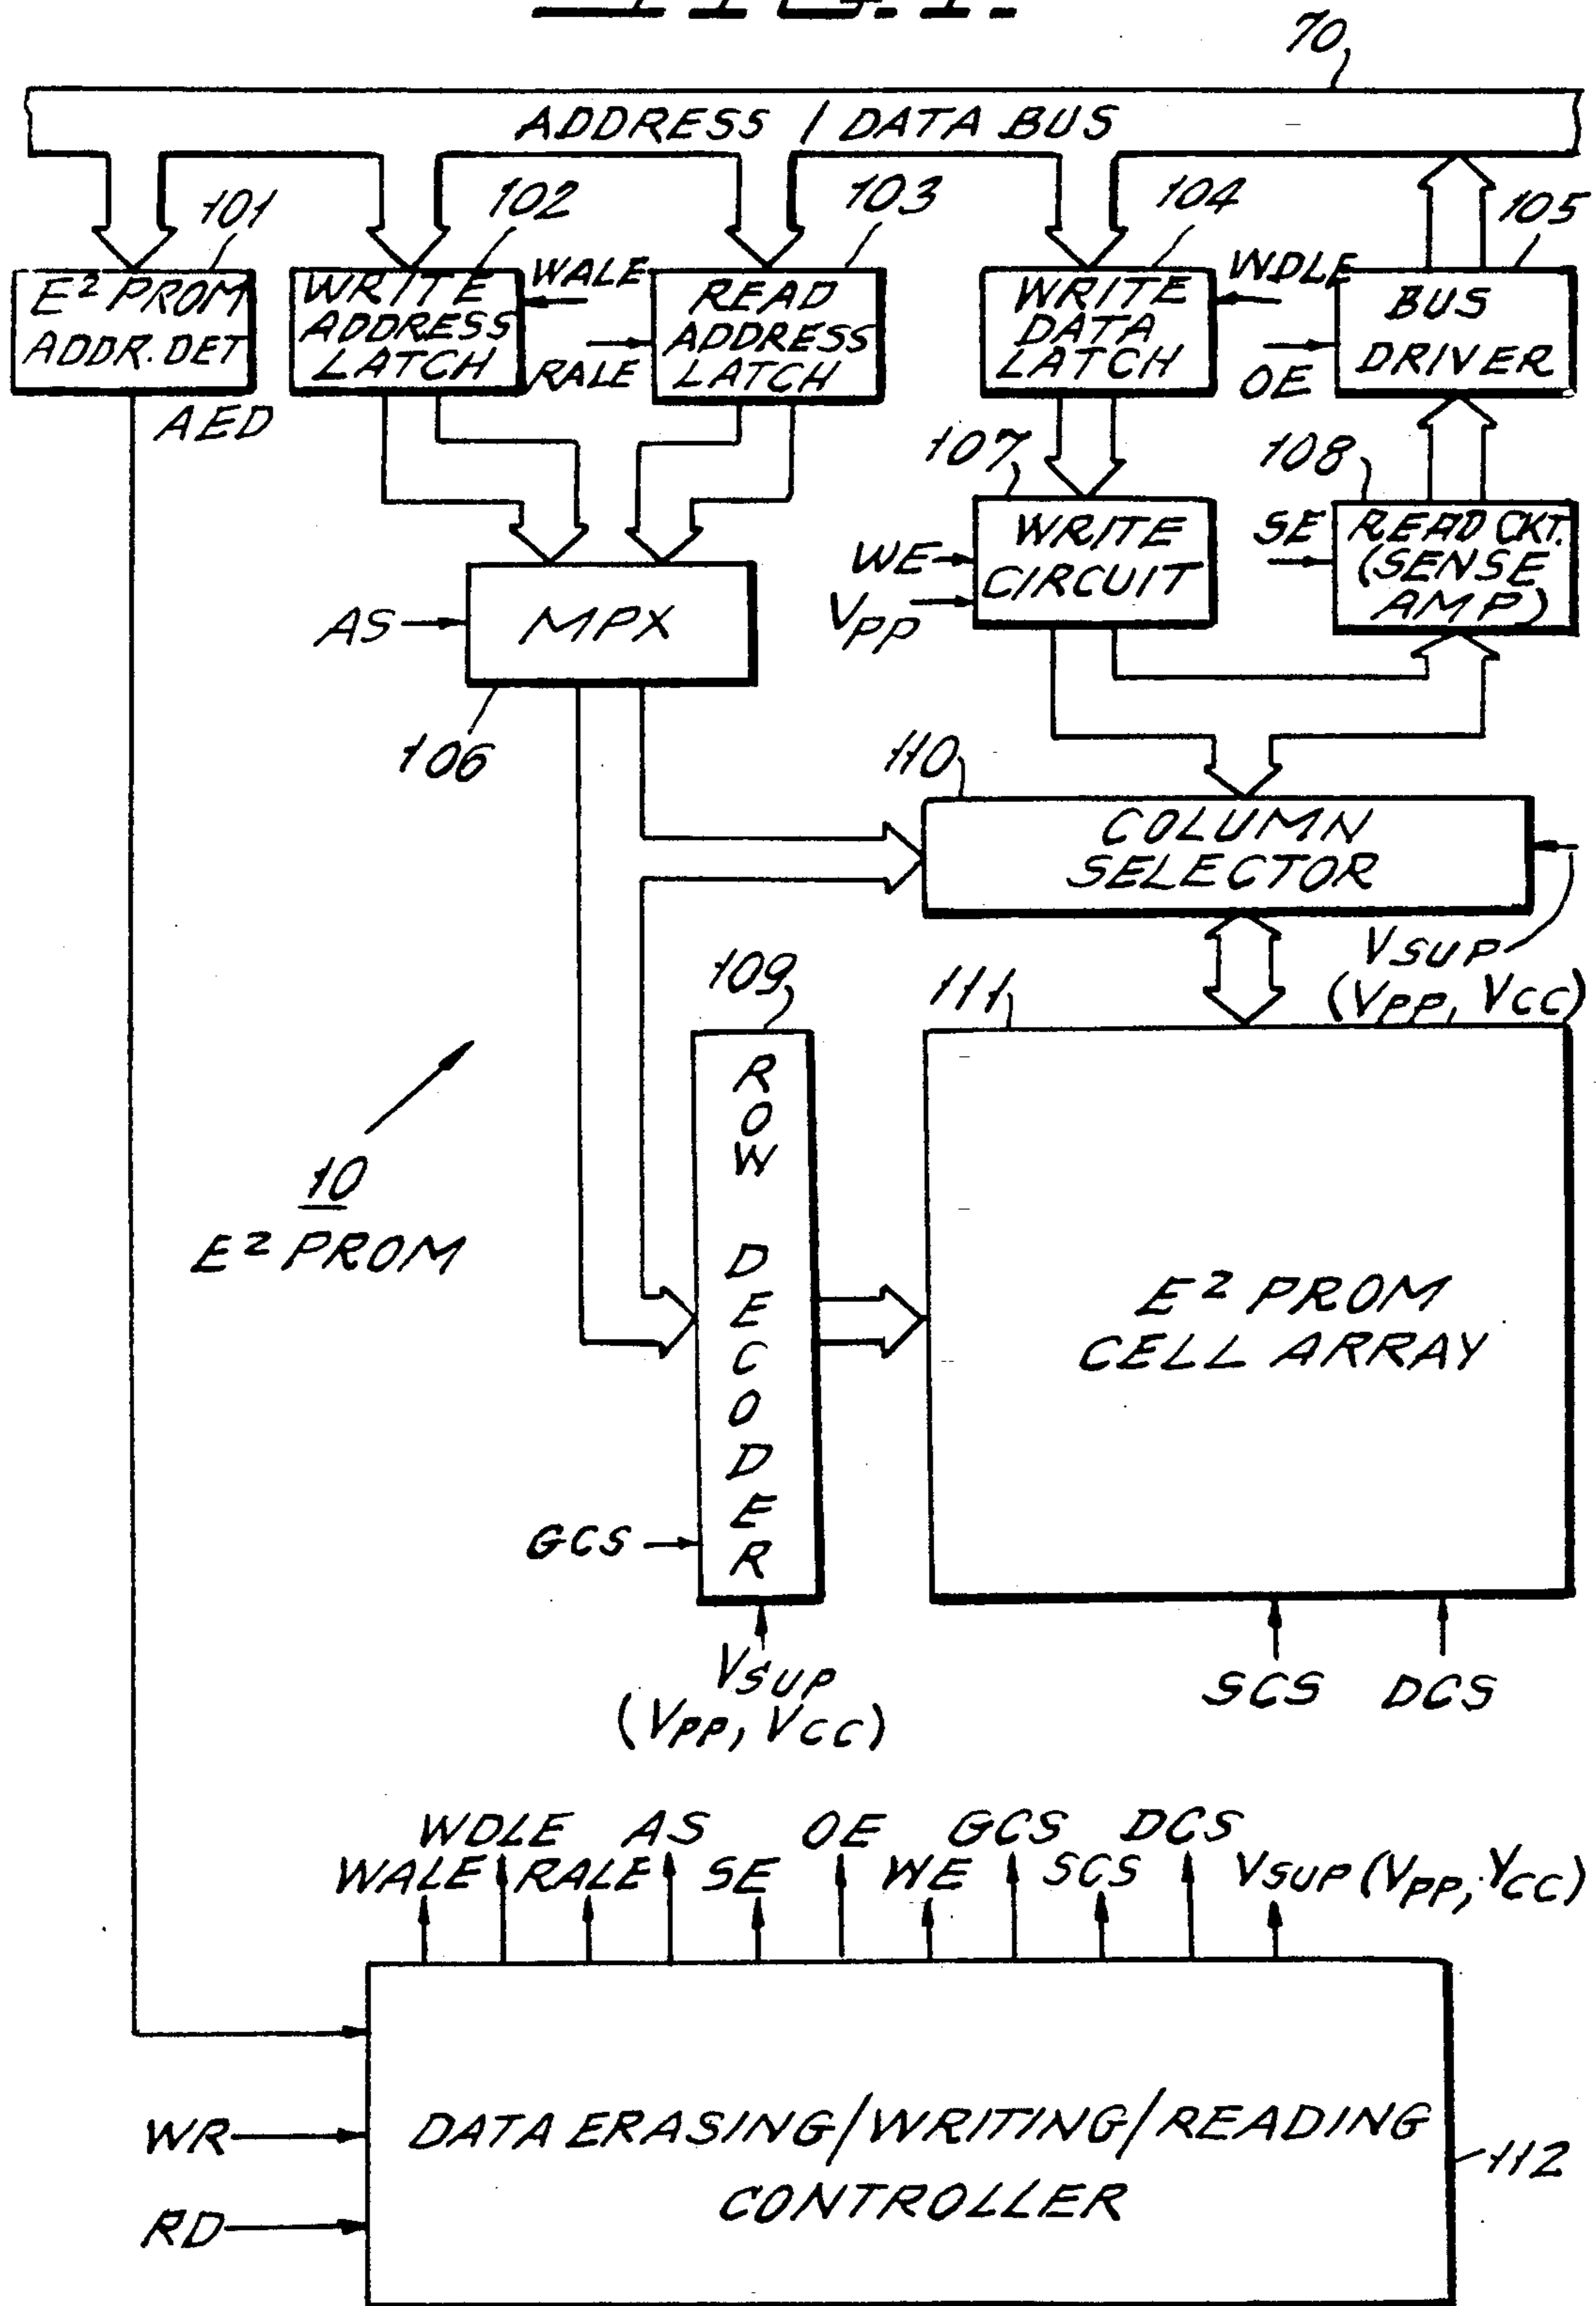 FIG. 1.
70
ADDRESS / DATA BUS
101
102
103
104
105
E² PROM
ADDR. DET
WRITE
ADDRESS
LATCH
WALE
RALE
READ
ADDRESS
LATCH
WRITE
DATA
LATCH
WDLE
OE
BUS
DRIVER
AED
107
108
WE
VPP
WRITE
CIRCUIT
SE
READ CKT.
(SENSE
AMP)
AS
MPX
106
110
COLUMN
SELECTOR
VSUP
(VPP, VCC)
109
111
10
E² PROM
ROW DECODER
E² PROM
CELL ARRAY
GCS
VSUP
(VPP, VCC)
SCS DCS
WDLE AS OE GCS DCS
WALE RALE SE WE SCS VSUP (VPP, VCC)
WR
RD
DATA ERASING/WRITING/READING
CONTROLLER
112